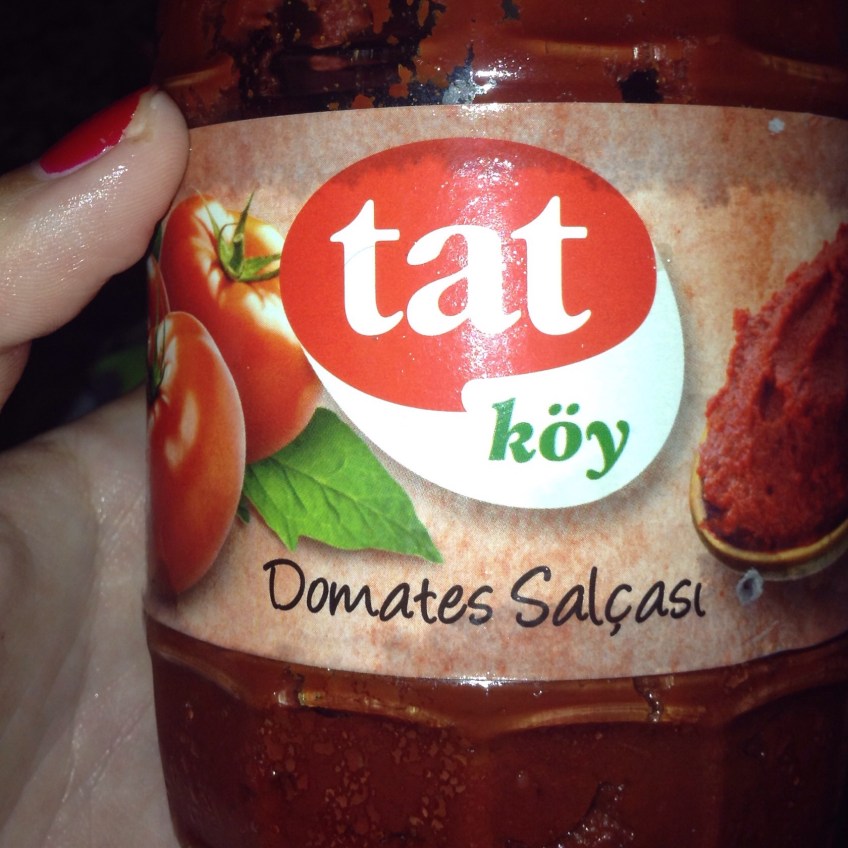 tat
köy
Domates Salçası